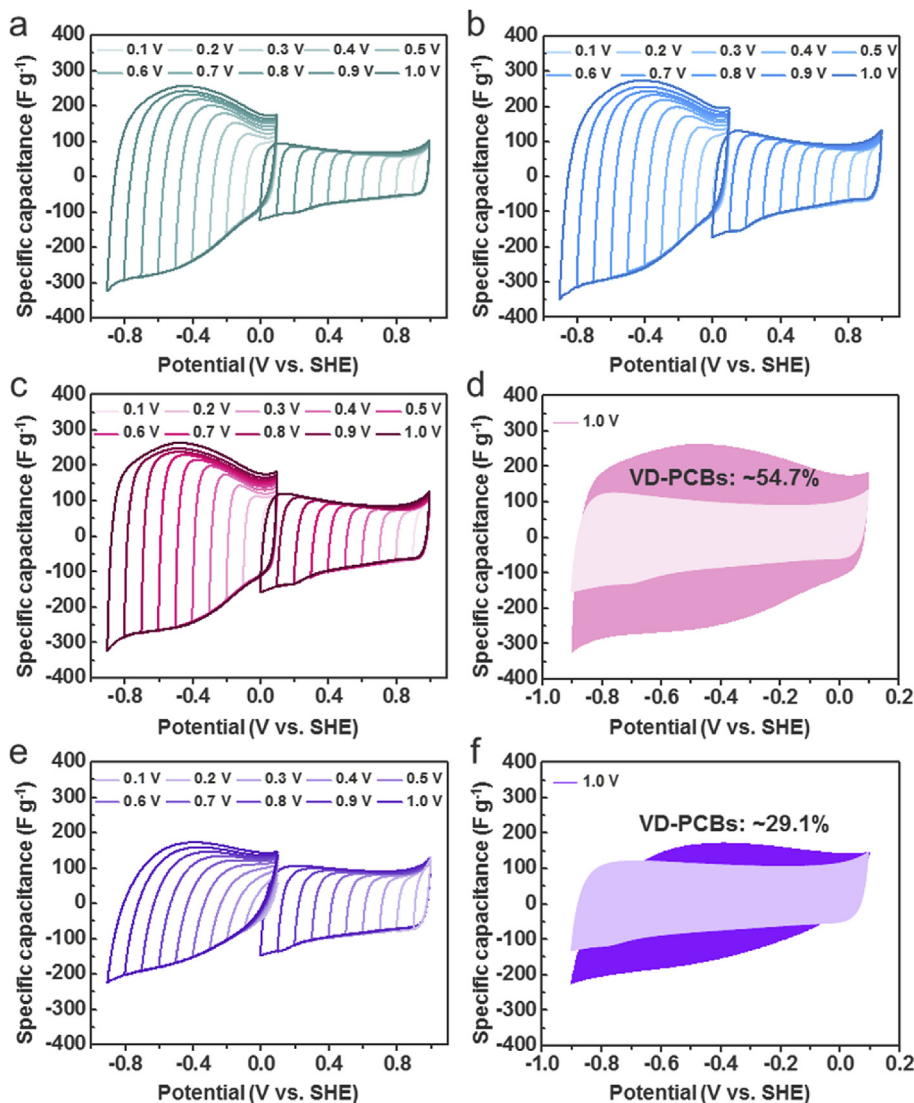 a
0.1 V 0.2 V 0.3 V 0.4 V 0.5 V
0.6 V 0.7 V 0.8 V 0.9 V 1.0 V
400
300
200
100
0
-100
-200
-300
-400
Specific capacitance (F g⁻¹)
-0.8 -0.4 0.0 0.4 0.8
Potential (V vs. SHE)
b
0.1 V 0.2 V 0.3 V 0.4 V 0.5 V
0.6 V 0.7 V 0.8 V 0.9 V 1.0 V
400
300
200
100
0
-100
-200
-300
-400
Specific capacitance (F g⁻¹)
-0.8 -0.4 0.0 0.4 0.8
Potential (V vs. SHE)
c
0.1 V 0.2 V 0.3 V 0.4 V 0.5 V
0.6 V 0.7 V 0.8 V 0.9 V 1.0 V
400
300
200
100
0
-100
-200
-300
-400
Specific capacitance (F g⁻¹)
-0.8 -0.4 0.0 0.4 0.8
Potential (V vs. SHE)
d
1.0 V
VD-PCBs: ~54.7%
400
300
200
100
0
-100
-200
-300
-400
Specific capacitance (F g⁻¹)
-1.0 -0.8 -0.6 -0.4 -0.2 0.0 0.2
Potential (V vs. SHE)
e
0.1 V 0.2 V 0.3 V 0.4 V 0.5 V
0.6 V 0.7 V 0.8 V 0.9 V 1.0 V
400
300
200
100
0
-100
-200
-300
-400
Specific capacitance (F g⁻¹)
-0.8 -0.4 0.0 0.4 0.8
Potential (V vs. SHE)
f
1.0 V
VD-PCBs: ~29.1%
400
300
200
100
0
-100
-200
-300
-400
Specific capacitance (F g⁻¹)
-1.0 -0.8 -0.6 -0.4 -0.2 0.0 0.2
Potential (V vs. SHE)